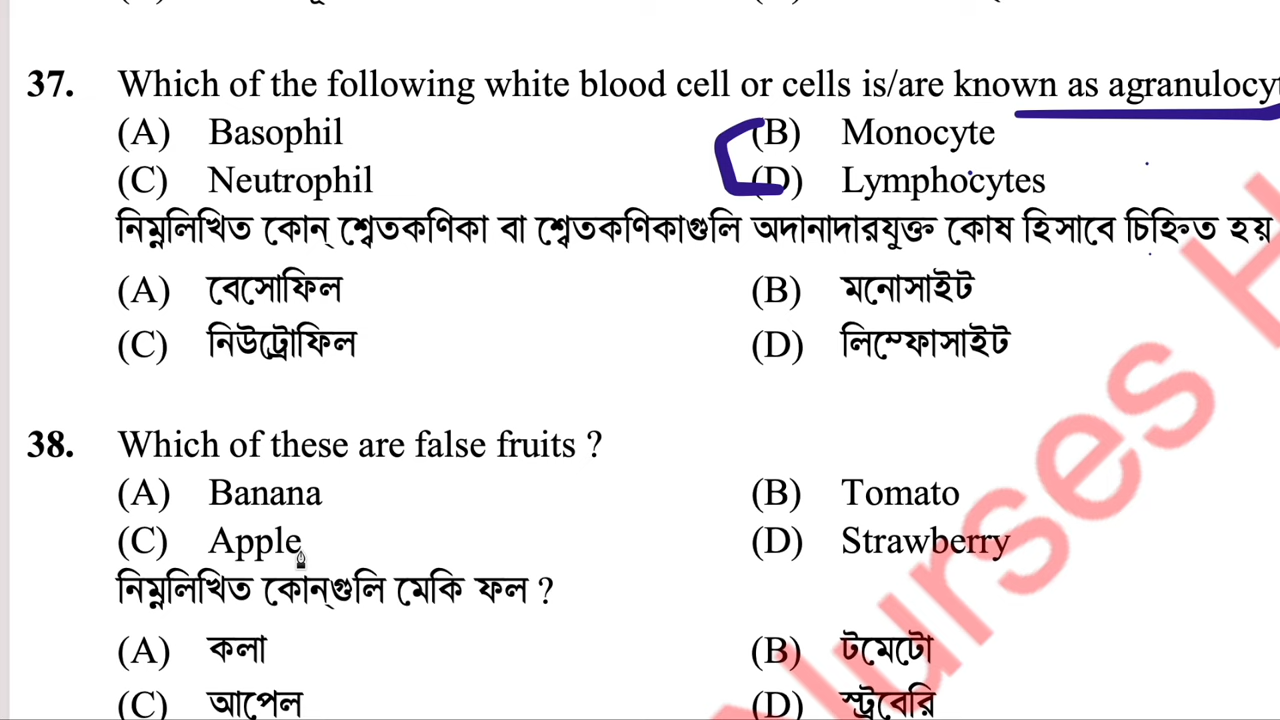 37. Which of the following white blood cell or cells is/are known as
(A) Basophil (B) Monocyte
(C) Neutrophil (D) Lymphocytes
নিম্নলিখিত কোন্ শ্বেতকণিকা বা শ্বেতকণিকাগুলি অদানাদারযুক্ত কোষ হিসাবে চিহ্নিত হয়
(A) বেসোফিল (B) মনোসাইট
(C) নিউট্রোফিল (D) লিম্ফোসাইট
38. Which of these are false fruits ?
(A) Banana (B) Tomato
(C) Apple (D) Strawberry
নিম্নলিখিত কোন্‌গুলি মেকি ফল ?
(A) কলা (B) টমেটো
(C) আপেল (D) স্ট্রবেরি
Nurses